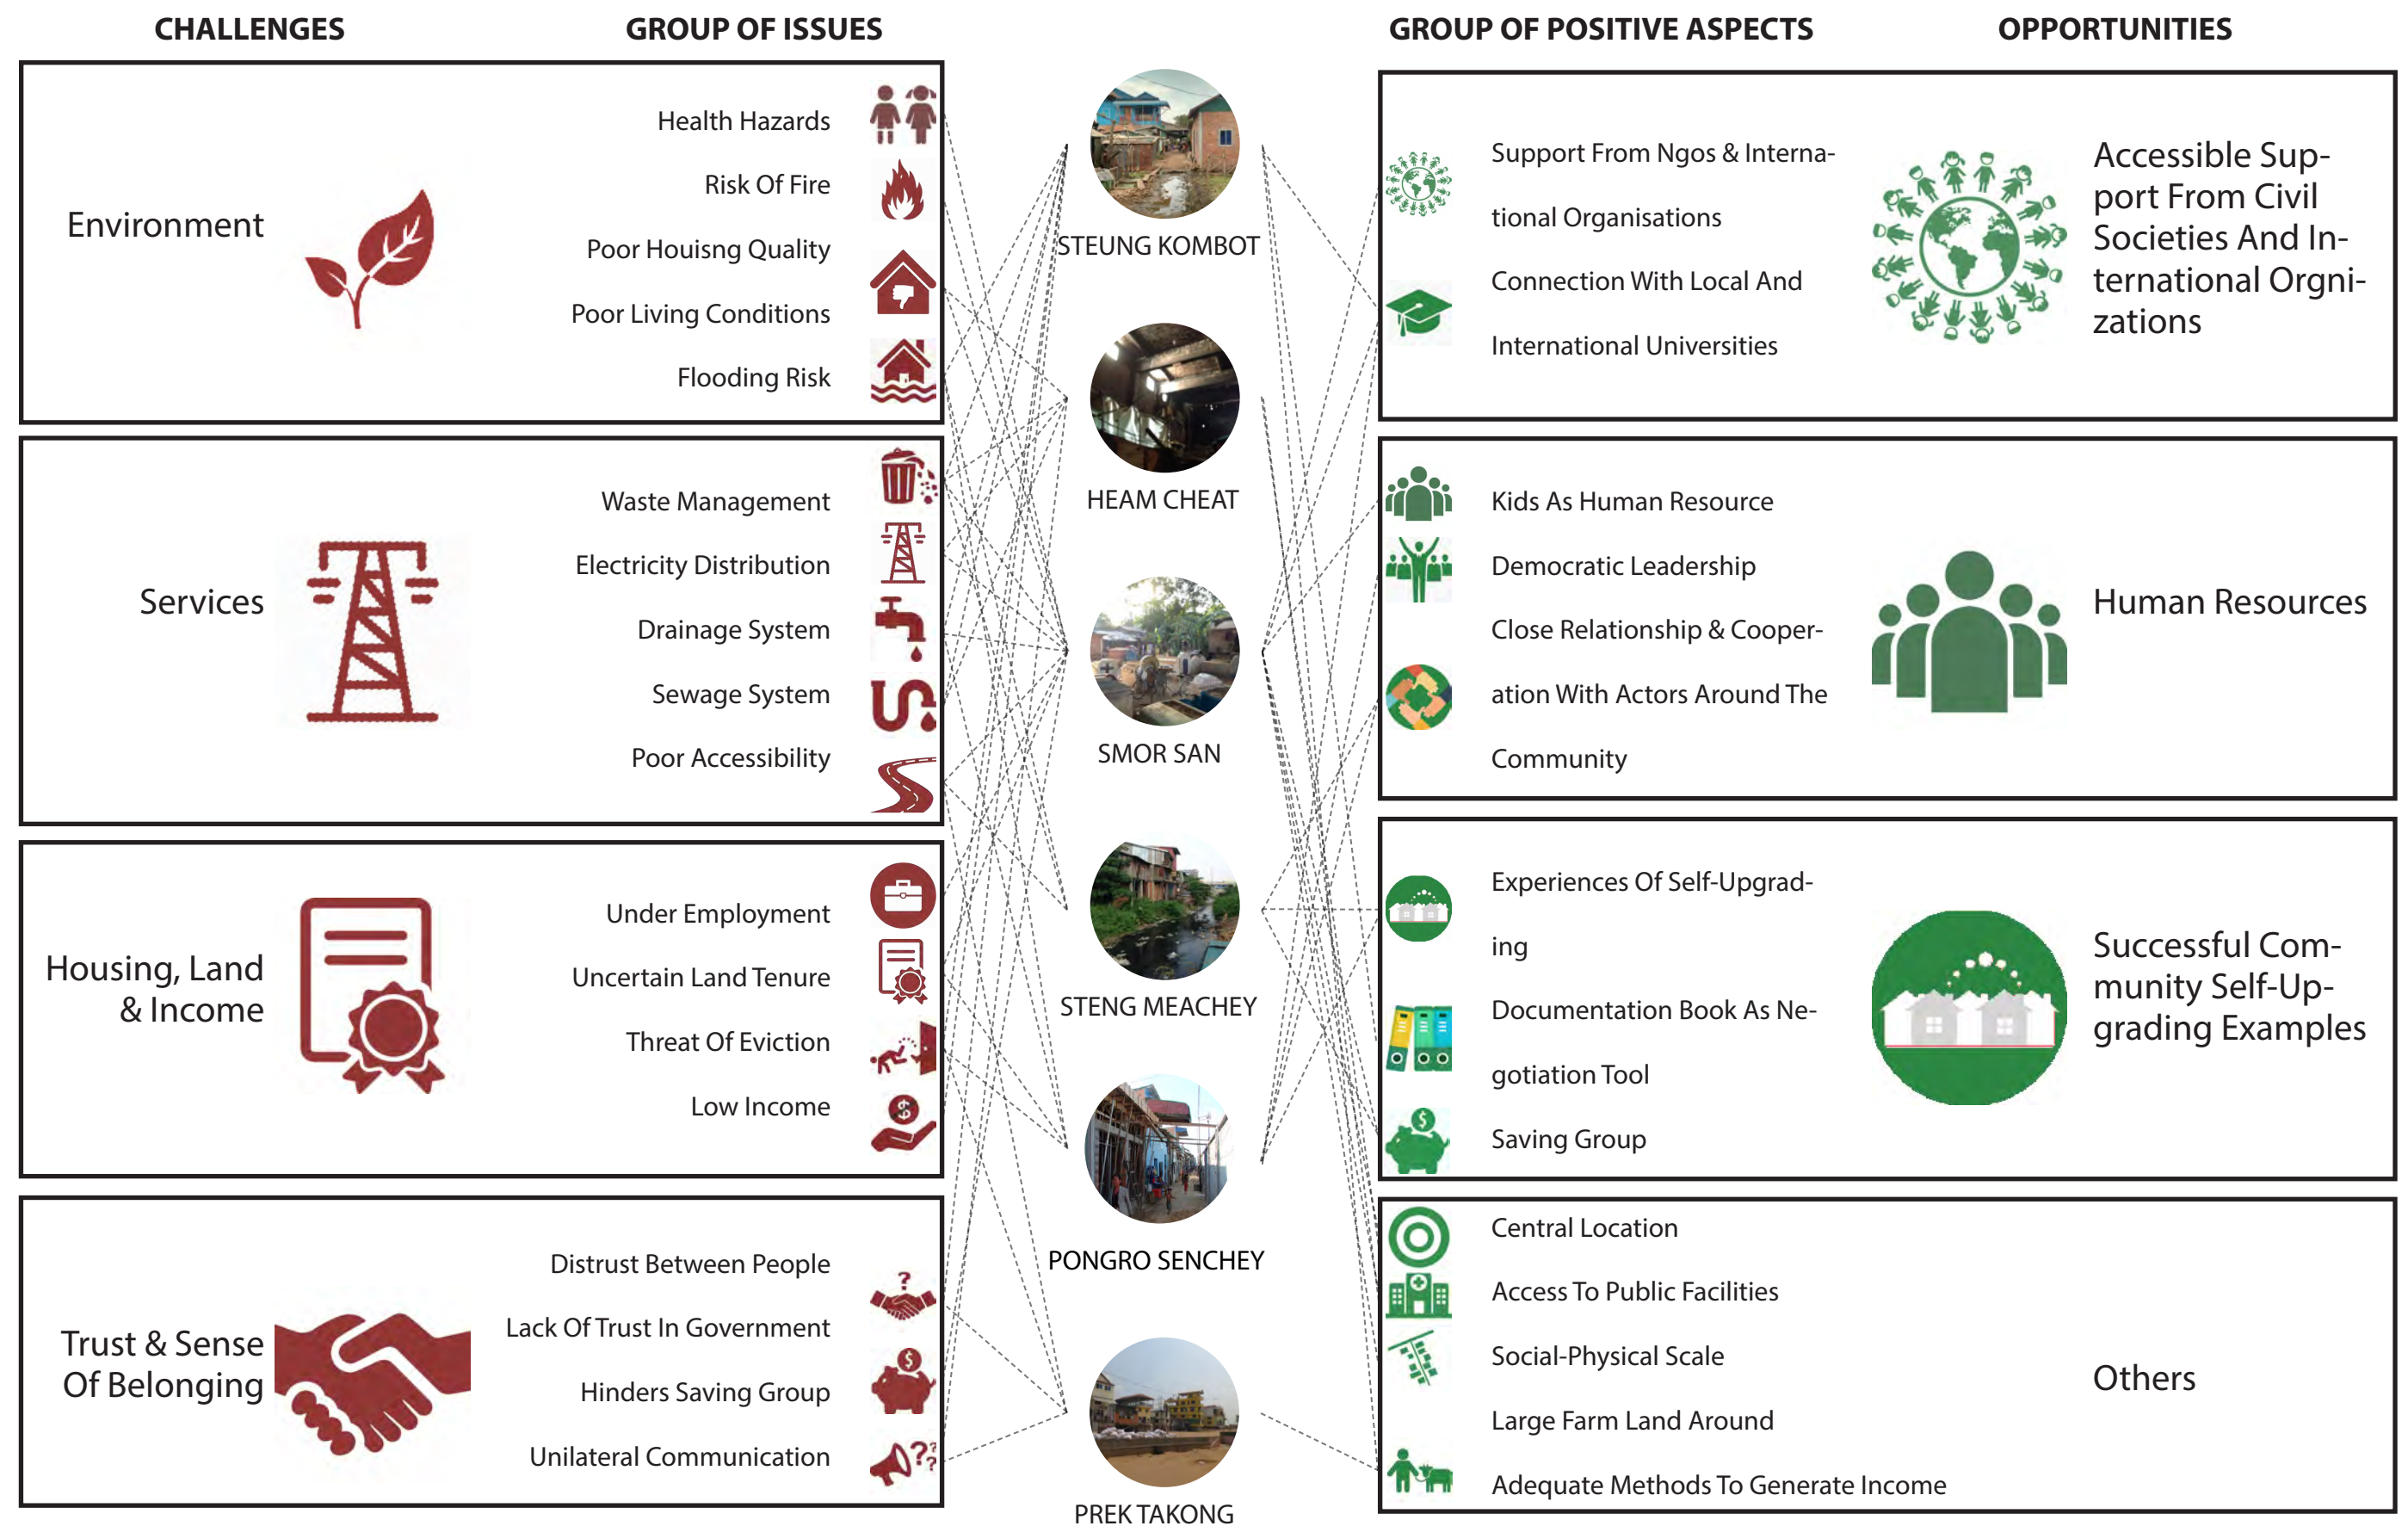 CHALLENGES
GROUP OF ISSUES
GROUP OF POSITIVE ASPECTS
OPPORTUNITIES
Environment
Health Hazards
Risk Of Fire
Poor Houisng Quality
Poor Living Conditions
Flooding Risk
Services
Waste Management
Electricity Distribution
Drainage System
Sewage System
Poor Accessibility
Housing, Land
& Income
Under Employment
Uncertain Land Tenure
Threat Of Eviction
Low Income
Trust & Sense
Of Belonging
Distrust Between People
Lack Of Trust In Government
Hinders Saving Group
Unilateral Communication
STEUNG KOMBOT
HEAM CHEAT
SMOR SAN
STENG MEACHEY
PONGRO SENCHEY
PREK TAKONG
Support From Ngos & Interna-
tional Organisations
Connection With Local And
International Universities
Accessible Sup-
port From Civil
Societies And In-
ternational Orgni-
zations
Kids As Human Resource
Democratic Leadership
Close Relationship & Cooper-
ation With Actors Around The
Community
Human Resources
Experiences Of Self-Upgrad-
ing
Documentation Book As Ne-
gotiation Tool
Saving Group
Successful Com-
munity Self-Up-
grading Examples
Central Location
Access To Public Facilities
Social-Physical Scale
Large Farm Land Around
Adequate Methods To Generate Income
Others